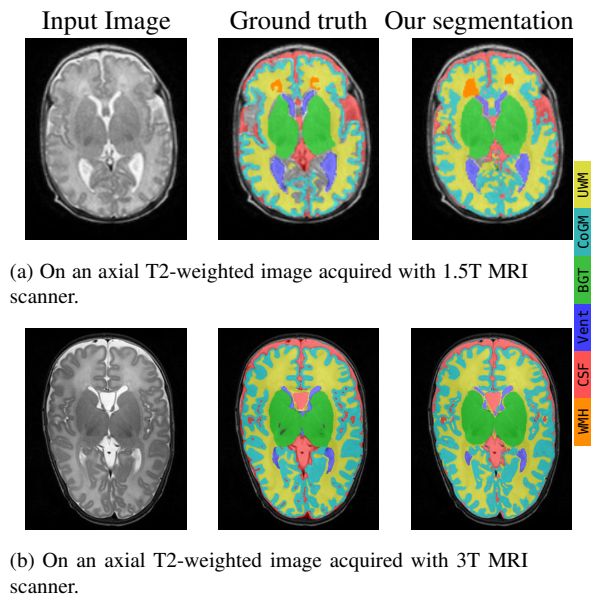 Input Image Ground truth Our segmentation
UWM
CoGM
BGT
Vent
CSF
WMH
(a) On an axial T2-weighted image acquired with 1.5T MRI
scanner.
(b) On an axial T2-weighted image acquired with 3T MRI
scanner.